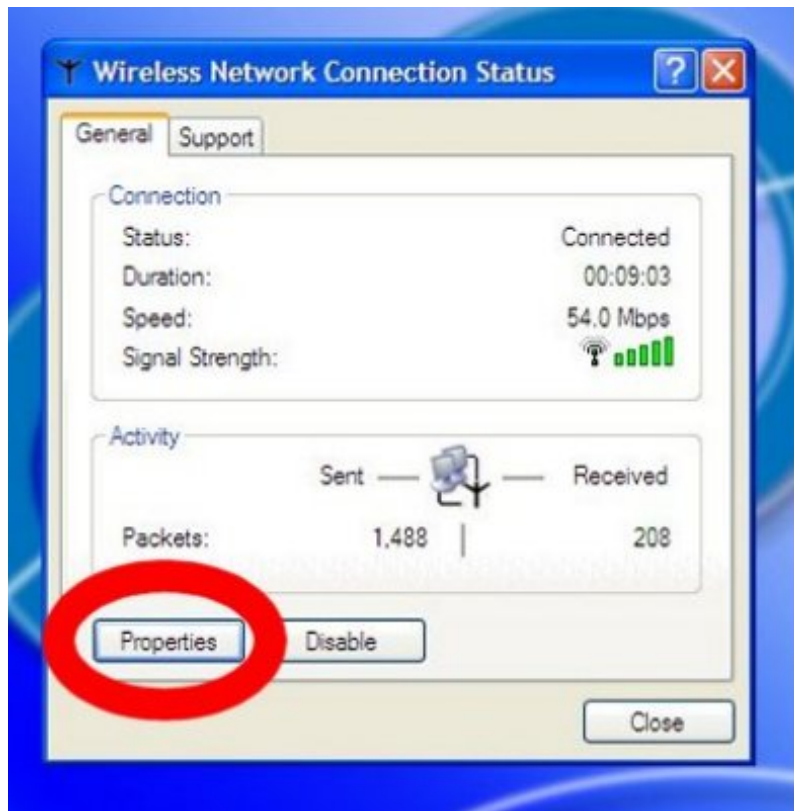 Wireless Network Connection Status
General Support
Connection
Status: Connected
Duration: 00:09:03
Speed: 54.0 Mbps
Signal Strength:
Activity
Sent — — Received
Packets: 1,488 | 208
Properties Disable
Close